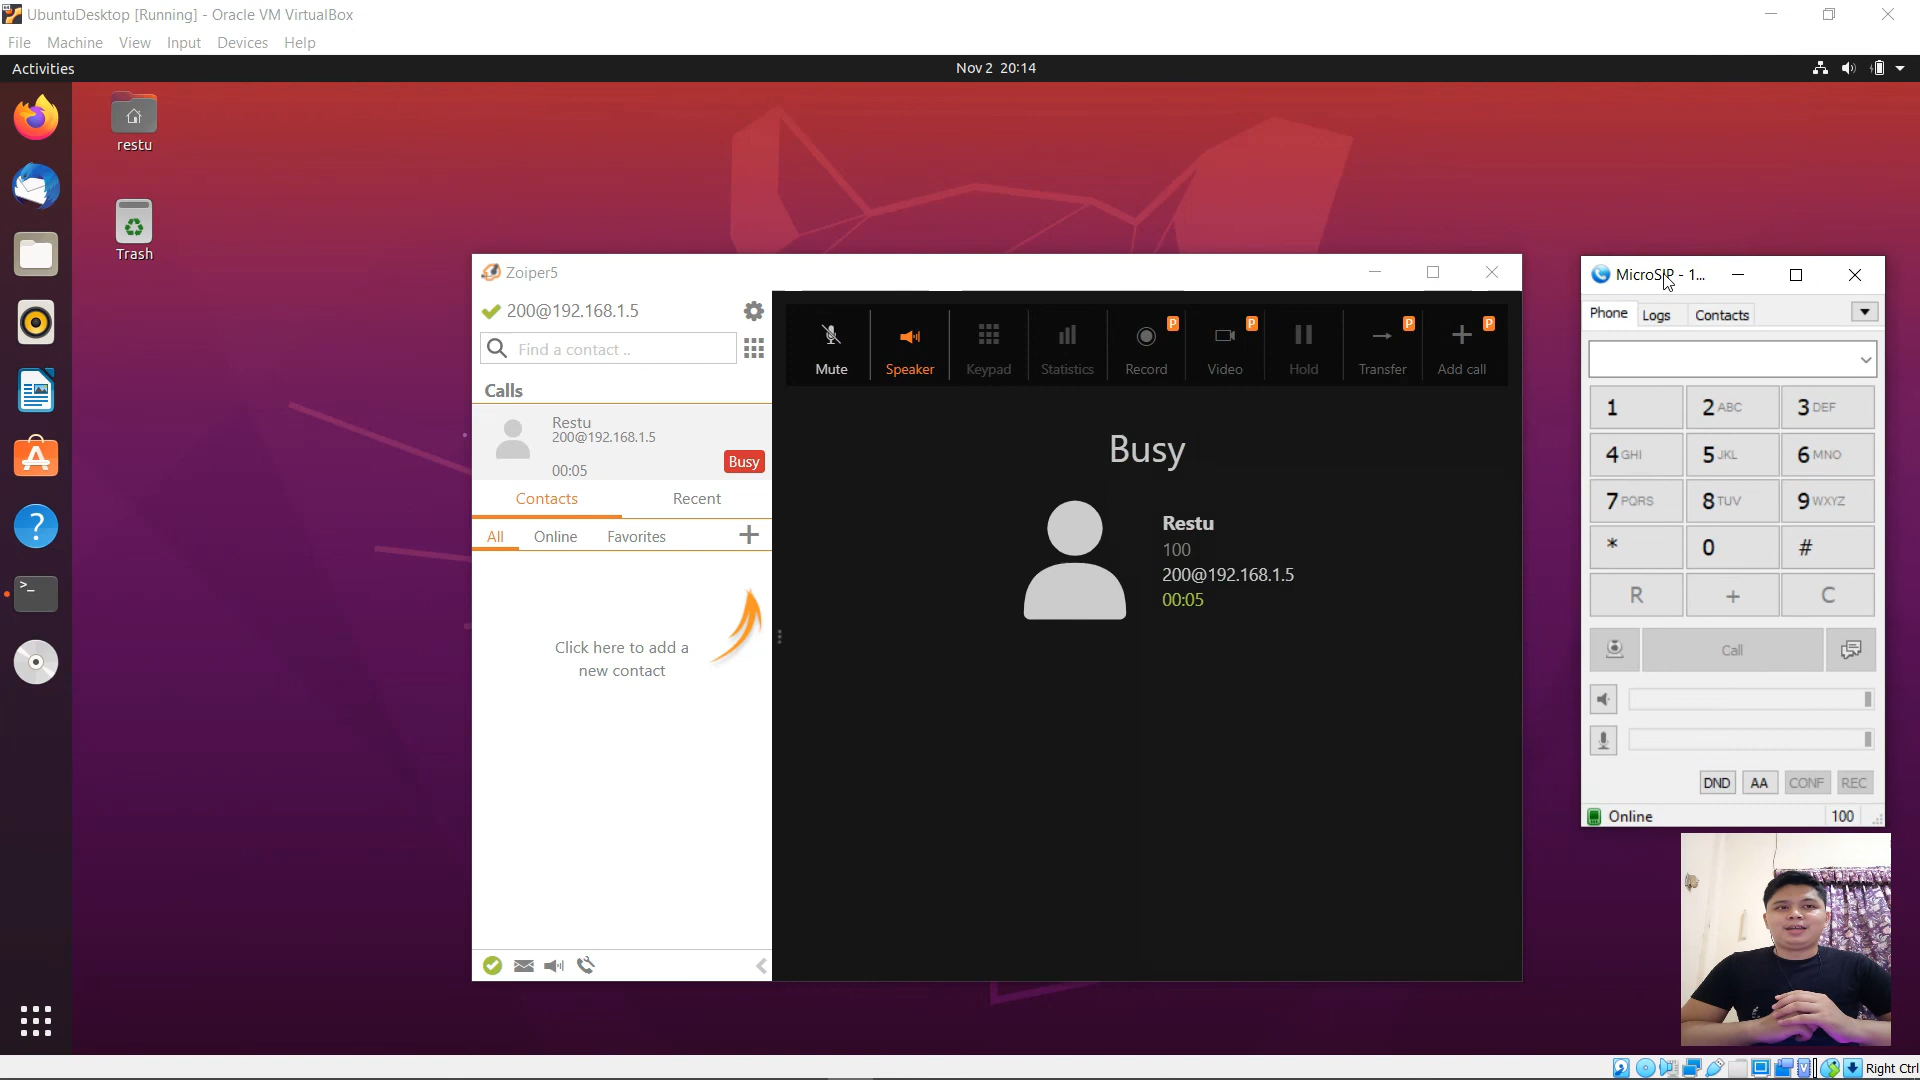 UbuntuDesktop [Running] - Oracle VM VirtualBox
File Machine View Input Devices Help
Activities
Nov 2 20:14
restu
Trash
Zoiper5
200@192.168.1.5
Find a contact ..
Calls
Restu
200@192.168.1.5
00:05
Busy
Contacts
Recent
All
Online
Favorites
Click here to add a
new contact
Mute
Speaker
Keypad
Statistics
P
Record
P
Video
Hold
P
Transfer
P
Add call
Busy
Restu
100
200@192.168.1.5
00:05
MicroSIP - 1...
Phone
Logs
Contacts
1
2 ABC
3 DEF
4 GHI
5 JKL
6 MNO
7 PQRS
8 TUV
9 WXYZ
*
0
#
R
+
C
Call
DND
AA
CONF
REC
Online
100
Right Ctrl